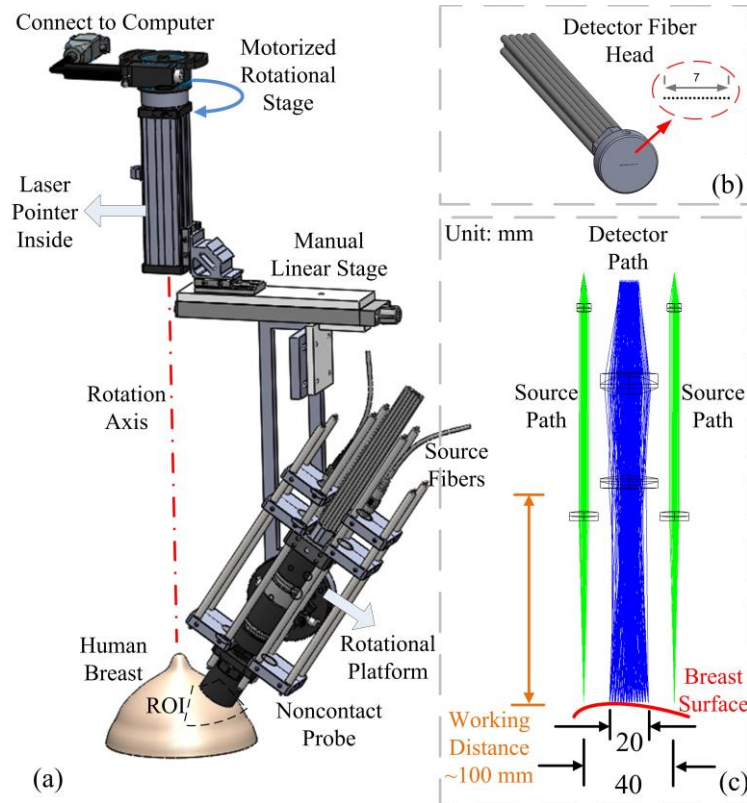 Connect to Computer
Motorized
Rotational
Stage
Laser
Pointer
Inside
Manual
Linear Stage
Rotation
Axis
Source
Fibers
Human
Breast
ROI
Rotational
Platform
Noncontact
Probe
(a)
Detector Fiber
Head
7
(b)
Unit: mm
Detector
Path
Source
Path
Source
Path
Breast
Surface
Working
Distance
~100 mm
20
40
(c)